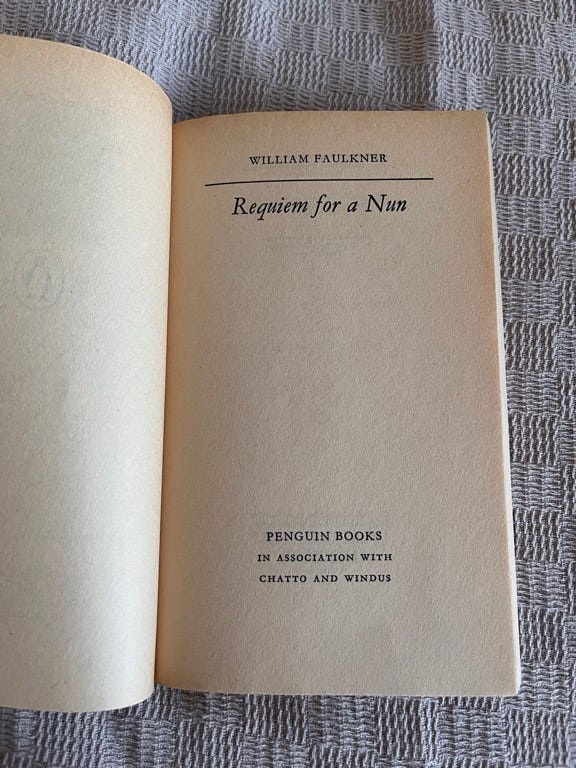 WILLIAM FAULKNER
Requiem for a Nun
PENGUIN BOOKS
IN ASSOCIATION WITH
CHATTO AND WINDUS